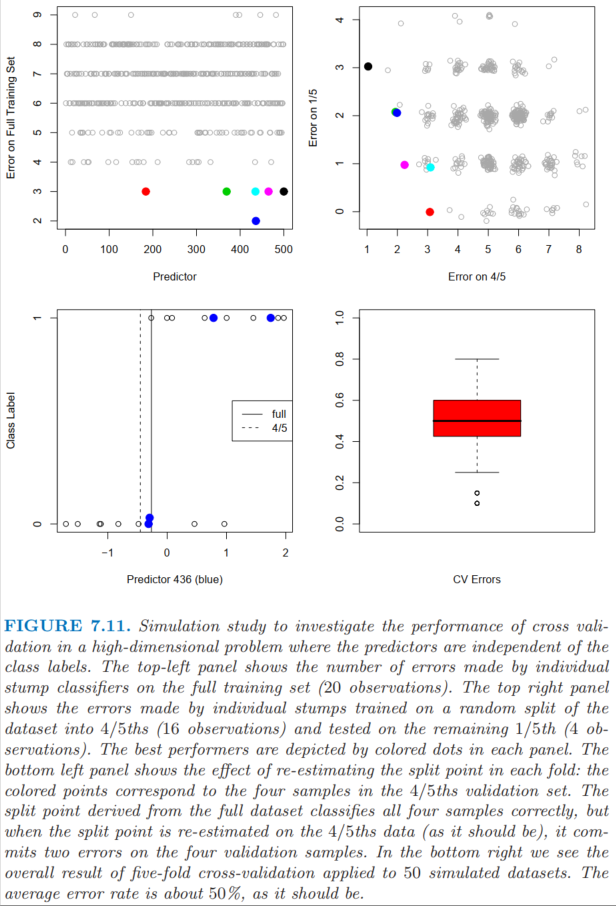 Error on Full Training Set
2 3 4 5 6 7 8 9
0 100 200 300 400 500
Predictor
Error on 1/5
0 1 2 3 4
1 2 3 4 5 6 7 8
Error on 4/5
Class Label
0 1
full
4/5
−1 0 1 2
Predictor 436 (blue)
0.0 0.2 0.4 0.6 0.8 1.0
CV Errors
FIGURE 7.11. Simulation study to investigate the performance of cross vali-
dation in a high-dimensional problem where the predictors are independent of the
class labels. The top-left panel shows the number of errors made by individual
stump classifiers on the full training set (20 observations). The top right panel
shows the errors made by individual stumps trained on a random split of the
dataset into 4/5ths (16 observations) and tested on the remaining 1/5th (4 ob-
servations). The best performers are depicted by colored dots in each panel. The
bottom left panel shows the effect of re-estimating the split point in each fold: the
colored points correspond to the four samples in the 4/5ths validation set. The
split point derived from the full dataset classifies all four samples correctly, but
when the split point is re-estimated on the 4/5ths data (as it should be), it com-
mits two errors on the four validation samples. In the bottom right we see the
overall result of five-fold cross-validation applied to 50 simulated datasets. The
average error rate is about 50%, as it should be.